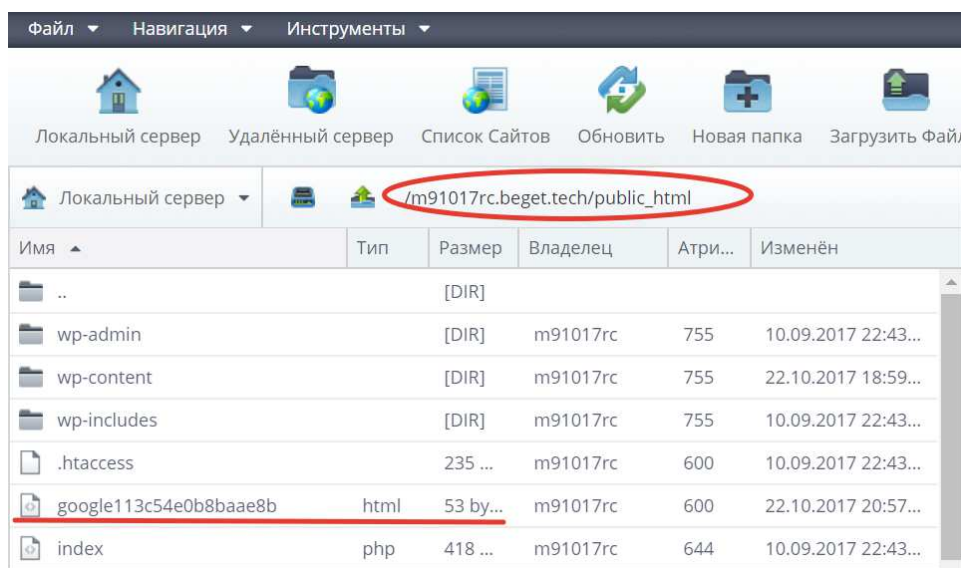 Файл Навигация Инструменты
Локальный сервер Удалённый сервер Список Сайтов Обновить Новая папка Загрузить Файл
Локальный сервер /m91017rc.beget.tech/public_html
Имя Тип Размер Владелец Атри... Изменён
.. [DIR]
wp-admin [DIR] m91017rc 755 10.09.2017 22:43...
wp-content [DIR] m91017rc 755 22.10.2017 18:59...
wp-includes [DIR] m91017rc 755 10.09.2017 22:43...
.htaccess 235 ... m91017rc 600 10.09.2017 22:43...
google113c54e0b8baae8b html 53 by... m91017rc 600 22.10.2017 20:57...
index php 418 ... m91017rc 644 10.09.2017 22:43...